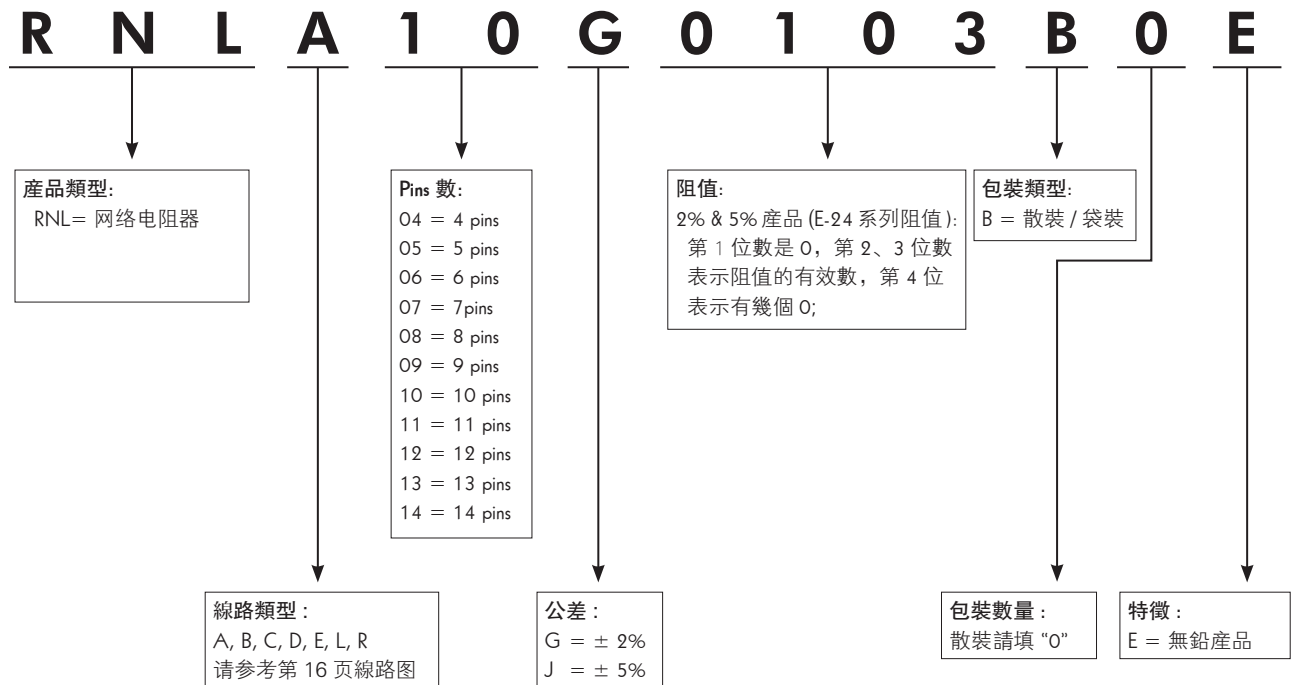 R N L A 1 0 G 0 1 0 3 B 0 E
產品類型:
RNL= 网络电阻器
Pins 數:
04 = 4 pins
05 = 5 pins
06 = 6 pins
07 = 7pins
08 = 8 pins
09 = 9 pins
10 = 10 pins
11 = 11 pins
12 = 12 pins
13 = 13 pins
14 = 14 pins
阻值:
2% & 5% 產品 (E-24 系列阻值):
第 1 位數是 0，第 2、3 位數
表示阻值的有效數，第 4 位
表示有幾個 0;
包裝類型:
B = 散裝 / 袋裝
線路類型 :
A, B, C, D, E, L, R
请参考第 16 页線路图
公差 :
G = ± 2%
J = ± 5%
包裝數量 :
散裝請填 “0”
特徵 :
E = 無鉛產品